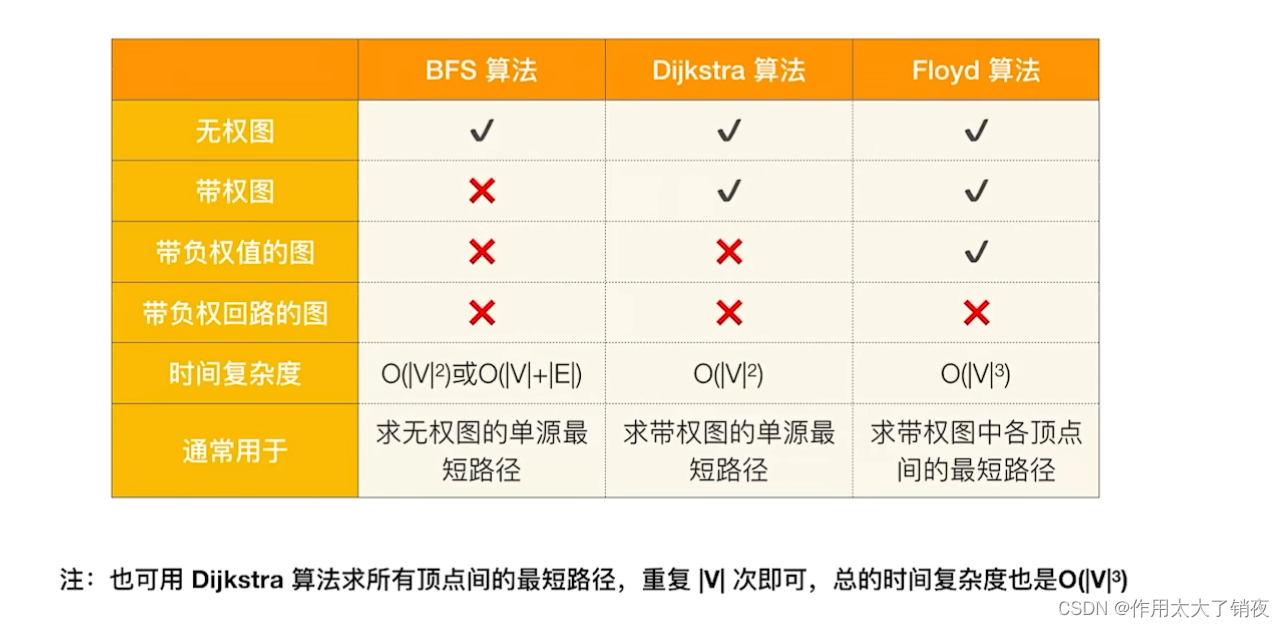 BFS 算法 Dijkstra 算法 Floyd 算法
无权图 ✓ ✓ ✓
带权图 ❌ ✓ ✓
带负权值的图 ❌ ❌ ✓
带负权回路的图 ❌ ❌ ❌
时间复杂度 O(|V|²)或O(|V|+|E|) O(|V|²) O(|V|³)
通常用于
求无权图的单源最
短路径
求带权图的单源最
短路径
求带权图中各顶点
间的最短路径
注：也可用 Dijkstra 算法求所有顶点间的最短路径，重复 |V| 次即可，总的时间复杂度也是O(|V|³)
CSDN @作用太大了销夜